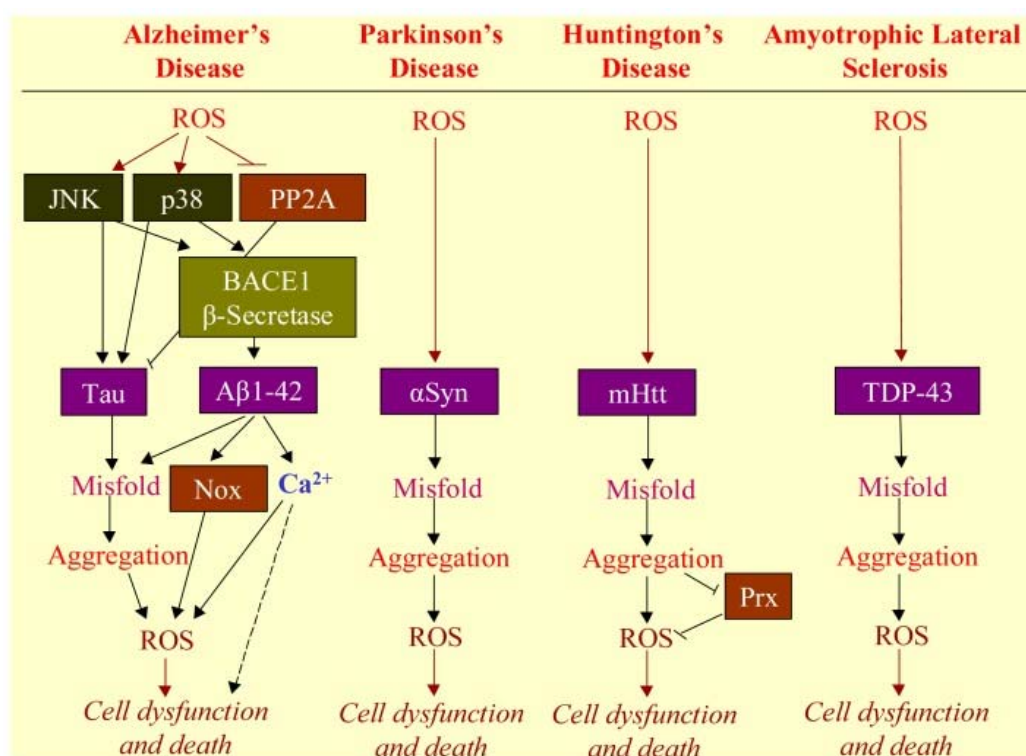 Alzheimer's
Disease
Parkinson's
Disease
Huntington's
Disease
Amyotrophic Lateral
Sclerosis
ROS
ROS
ROS
ROS
JNK
p38
PP2A
BACE1
β-Secretase
Tau
Aβ1-42
αSyn
mHtt
TDP-43
Misfold
Nox
Ca²⁺
Misfold
Misfold
Misfold
Aggregation
Aggregation
Aggregation
Aggregation
Prx
ROS
ROS
ROS
ROS
Cell dysfunction
and death
Cell dysfunction
and death
Cell dysfunction
and death
Cell dysfunction
and death